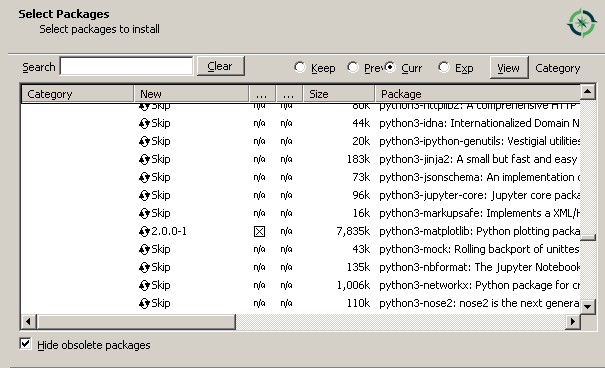 Select Packages
Select packages to install
Search Clear Keep Prev Curr Exp View Category
Category New ... ... Size Package
Skip n/a n/a 80k python3-httplib2: A comprehensive HTTP
Skip n/a n/a 44k python3-idna: Internationalized Domain N
Skip n/a n/a 20k python3-ipython-genutils: Vestigial utilities
Skip n/a n/a 183k python3-jinja2: A small but fast and easy
Skip n/a n/a 73k python3-jsonschema: An implementation o
Skip n/a n/a 96k python3-jupyter-core: Jupyter core packa
Skip n/a n/a 16k python3-markupsafe: Implements a XML/H
2.0.0-1 n/a 7,835k python3-matplotlib: Python plotting packa
Skip n/a n/a 43k python3-mock: Rolling backport of unittes
Skip n/a n/a 135k python3-nbformat: The Jupyter Notebook
Skip n/a n/a 1,006k python3-networkx: Python package for cr
Skip n/a n/a 110k python3-nose2: nose2 is the next genera
Hide obsolete packages